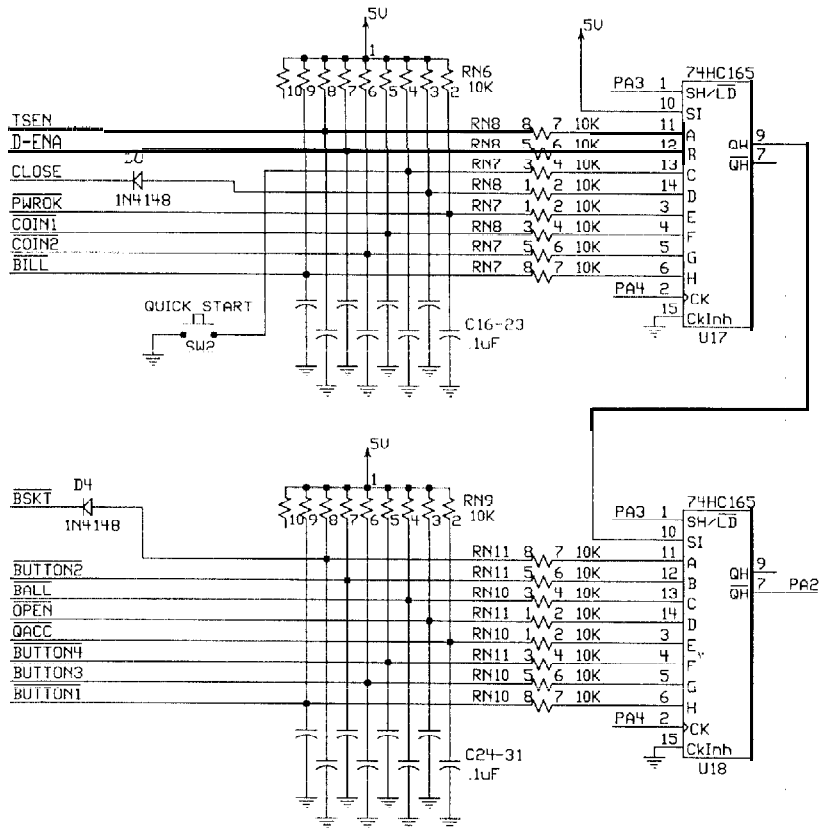 5V
5V
1
RN6
10K
10 9 8 7 6 5 4 3 2
74HC165
PA3 1 SH/LD
10 SI
TSEN RN8 8 7 10K 11 A
QH 9
D-ENA RN8 5 6 10K 12 B
QH 7
CLOSE 1N4148 RN7 3 4 10K 13 C
RN8 1 2 10K 14 D
PWROK RN7 1 2 10K 3 E
COIN1 RN8 3 4 10K 4 F
COIN2 RN7 5 6 10K 5 G
BILL RN7 8 7 10K 6 H
PA4 2 CK
15 CkInh
U17
QUICK START
SW2
C16-23
.1uF
5V
1
RN9
10K
10 9 8 7 6 5 4 3 2
74HC165
PA3 1 SH/LD
10 SI
BSKT D4
1N4148
RN11 8 7 10K 11 A
QH 9
BUTTON2 RN11 5 6 10K 12 B
QH 7 PA2
BALL RN10 3 4 10K 13 C
OPEN RN11 1 2 10K 14 D
QACC RN10 1 2 10K 3 E
BUTTON4 RN11 3 4 10K 4 F
BUTTON3 RN10 5 6 10K 5 G
BUTTON1 RN10 8 7 10K 6 H
PA4 2 CK
15 CkInh
U18
C24-31
.1uF